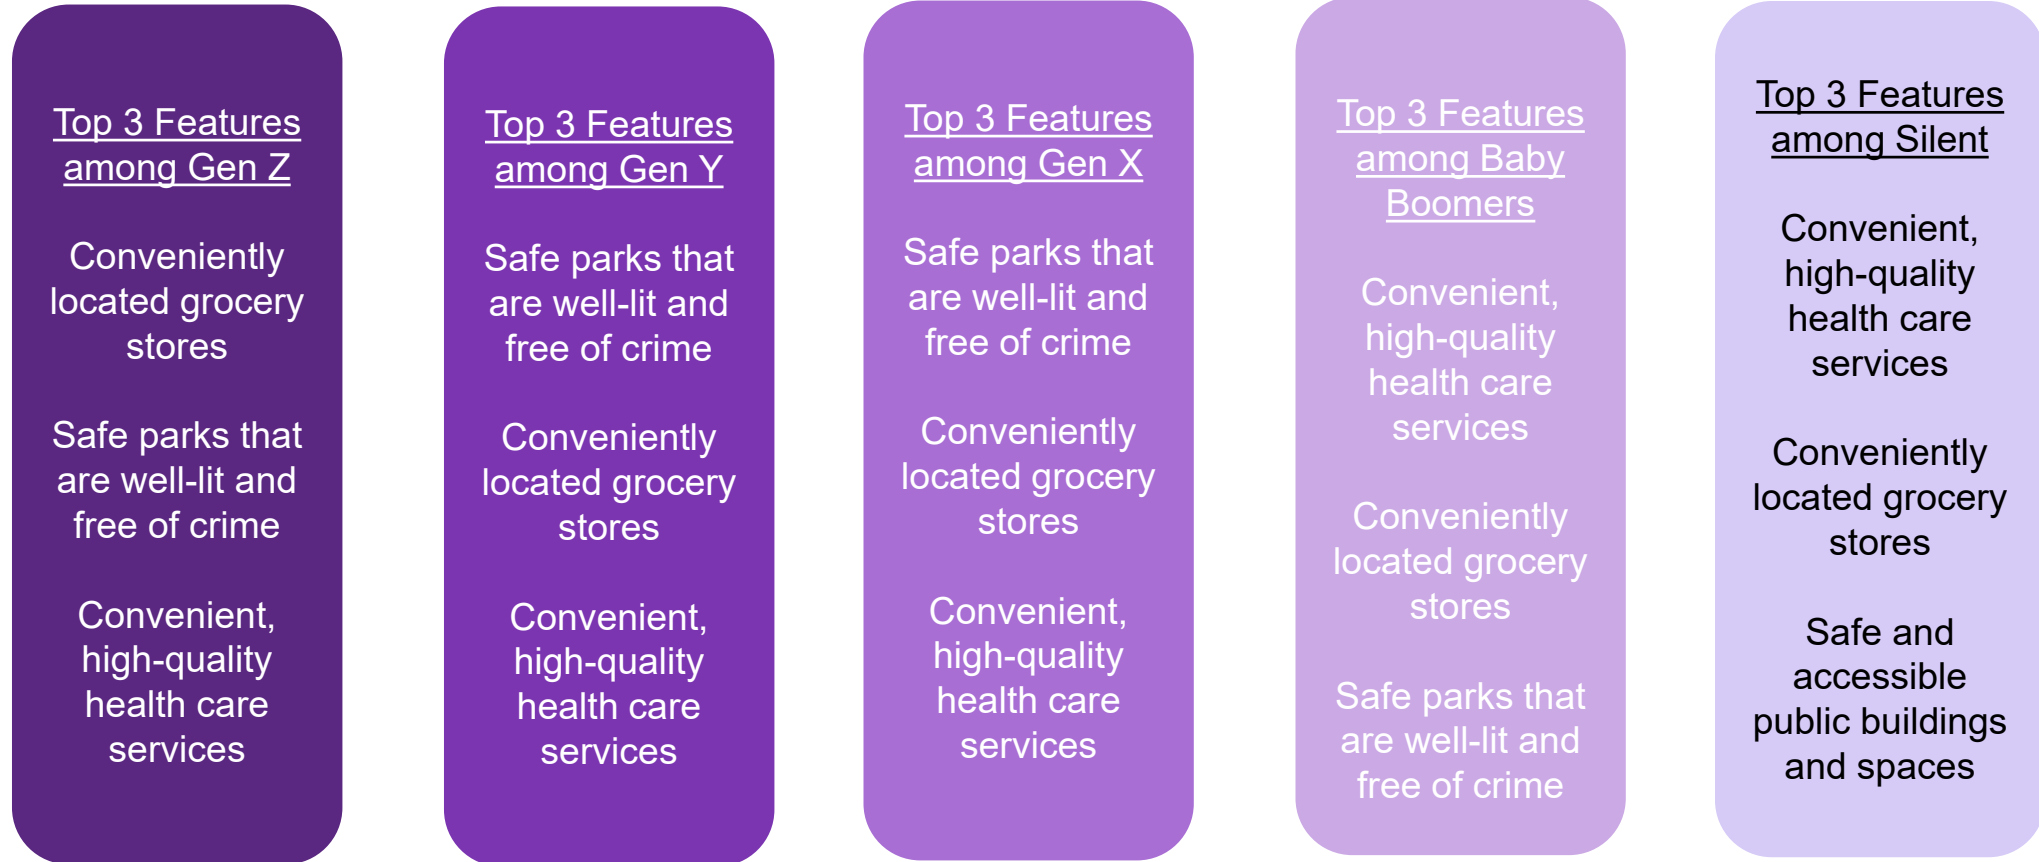 Top 3 Features
among Gen Z
Conveniently
located grocery
stores
Safe parks that
are well-lit and
free of crime
Convenient,
high-quality
health care
services
Top 3 Features
among Gen Y
Safe parks that
are well-lit and
free of crime
Conveniently
located grocery
stores
Convenient,
high-quality
health care
services
Top 3 Features
among Gen X
Safe parks that
are well-lit and
free of crime
Conveniently
located grocery
stores
Convenient,
high-quality
health care
services
Top 3 Features
among Baby
Boomers
Convenient,
high-quality
health care
services
Conveniently
located grocery
stores
Safe parks that
are well-lit and
free of crime
Top 3 Features
among Silent
Convenient,
high-quality
health care
services
Conveniently
located grocery
stores
Safe and
accessible
public buildings
and spaces